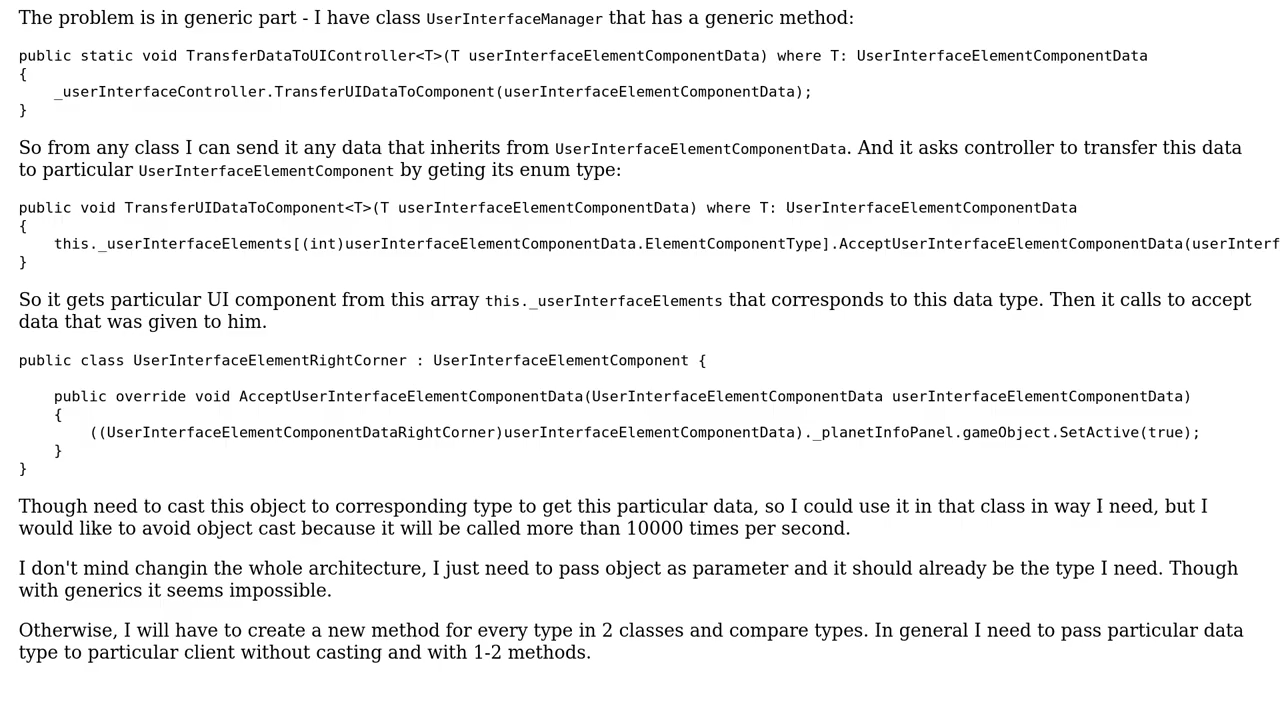 The problem is in generic part - I have class UserInterfaceManager that has a generic method:
public static void TransferDataToUIController<T>(T userInterfaceElementComponentData) where T: UserInterfaceElementComponentData
{
    _userInterfaceController.TransferUIDataToComponent(userInterfaceElementComponentData);
}
So from any class I can send it any data that inherits from UserInterfaceElementComponentData. And it asks controller to transfer this data
to particular UserInterfaceElementComponent by geting its enum type:
public void TransferUIDataToComponent<T>(T userInterfaceElementComponentData) where T: UserInterfaceElementComponentData
{
    this._userInterfaceElements[(int)userInterfaceElementComponentData.ElementComponentType].AcceptUserInterfaceElementComponentData(userInterf
}
So it gets particular UI component from this array this._userInterfaceElements that corresponds to this data type. Then it calls to accept
data that was given to him.
public class UserInterfaceElementRightCorner : UserInterfaceElementComponent {
    public override void AcceptUserInterfaceElementComponentData(UserInterfaceElementComponentData userInterfaceElementComponentData)
    {
        ((UserInterfaceElementComponentDataRightCorner)userInterfaceElementComponentData)._planetInfoPanel.gameObject.SetActive(true);
    }
}
Though need to cast this object to corresponding type to get this particular data, so I could use it in that class in way I need, but I
would like to avoid object cast because it will be called more than 10000 times per second.
I don't mind changin the whole architecture, I just need to pass object as parameter and it should already be the type I need. Though
with generics it seems impossible.
Otherwise, I will have to create a new method for every type in 2 classes and compare types. In general I need to pass particular data
type to particular client without casting and with 1-2 methods.